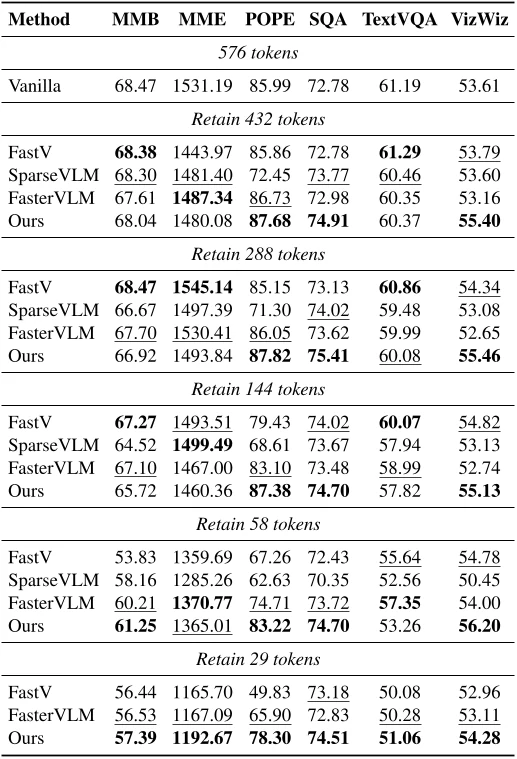 Method MMB MME POPE SQA TextVQA VizWiz
576 tokens
Vanilla 68.47 1531.19 85.99 72.78 61.19 53.61
Retain 432 tokens
FastV 68.38 1443.97 85.86 72.78 61.29 53.79
SparseVLM 68.30 1481.40 72.45 73.77 60.46 53.60
FasterVLM 67.61 1487.34 86.73 72.98 60.35 53.16
Ours 68.04 1480.08 87.68 74.91 60.37 55.40
Retain 288 tokens
FastV 68.47 1545.14 85.15 73.13 60.86 54.34
SparseVLM 66.67 1497.39 71.30 74.02 59.48 53.08
FasterVLM 67.70 1530.41 86.05 73.62 59.99 52.65
Ours 66.92 1493.84 87.82 75.41 60.08 55.46
Retain 144 tokens
FastV 67.27 1493.51 79.43 74.02 60.07 54.82
SparseVLM 64.52 1499.49 68.61 73.67 57.94 53.13
FasterVLM 67.10 1467.00 83.10 73.48 58.99 52.74
Ours 65.72 1460.36 87.38 74.70 57.82 55.13
Retain 58 tokens
FastV 53.83 1359.69 67.26 72.43 55.64 54.78
SparseVLM 58.16 1285.26 62.63 70.35 52.56 50.45
FasterVLM 60.21 1370.77 74.71 73.72 57.35 54.00
Ours 61.25 1365.01 83.22 74.70 53.26 56.20
Retain 29 tokens
FastV 56.44 1165.70 49.83 73.18 50.08 52.96
FasterVLM 56.53 1167.09 65.90 72.83 50.28 53.11
Ours 57.39 1192.67 78.30 74.51 51.06 54.28